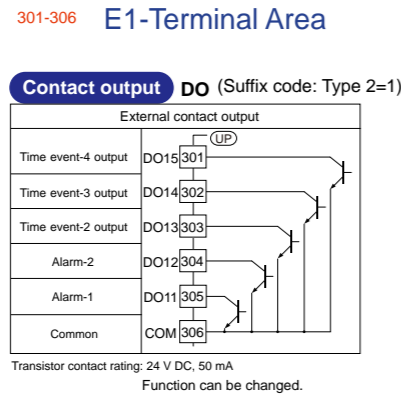 301-306 E1-Terminal Area
Contact output DO (Suffix code: Type 2=1)
External contact output
UP
Time event-4 output DO15 301
Time event-3 output DO14 302
Time event-2 output DO13 303
Alarm-2 DO12 304
Alarm-1 DO11 305
Common COM 306
Transistor contact rating: 24 V DC, 50 mA
Function can be changed.